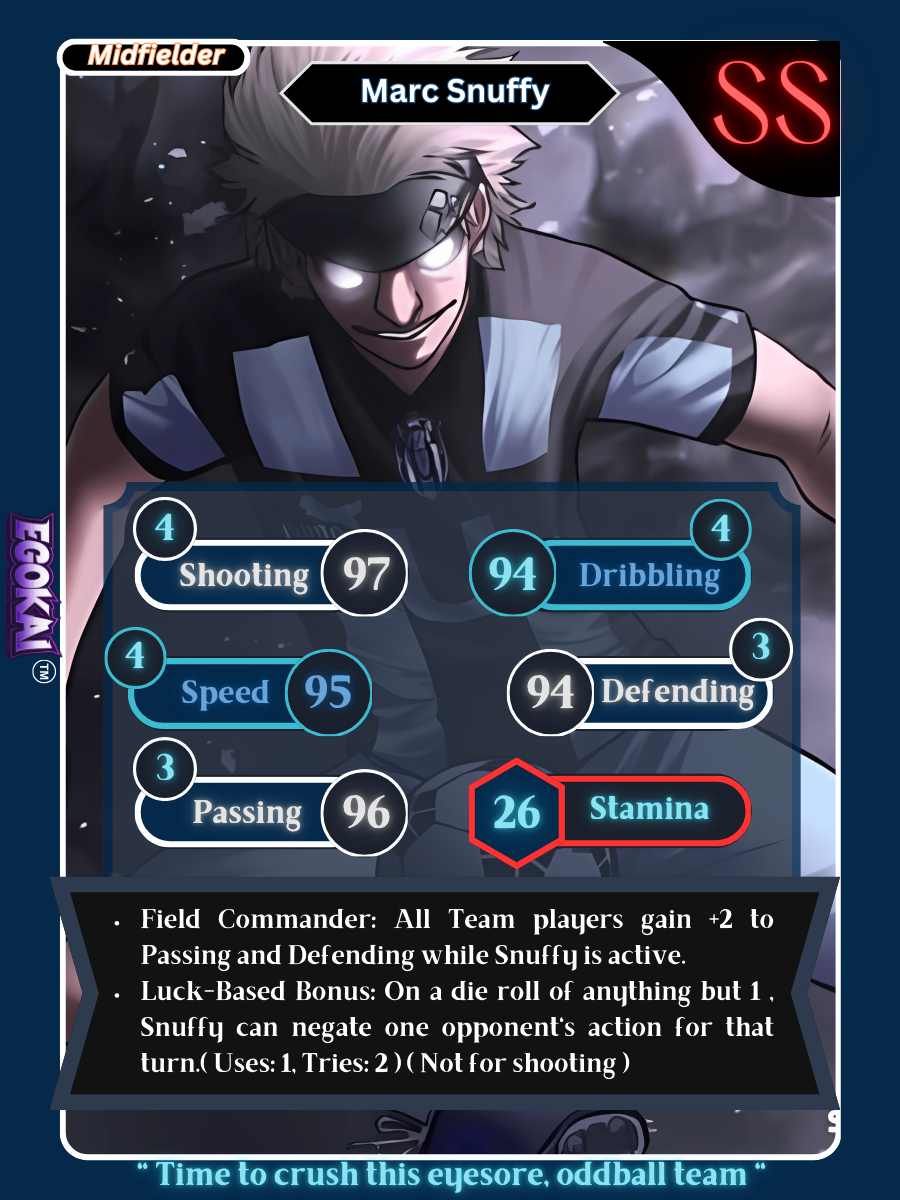 Midfielder
Marc Snuffy
SS
4
Shooting 97
4
94 Dribbling
4
Speed 95
3
94 Defending
3
Passing 96
26 Stamina
EGOKAI
TM
• Field Commander: All Team players gain +2 to
Passing and Defending while Snuffy is active.
• Luck-Based Bonus: On a die roll of anything but 1 ,
Snuffy can negate one opponent's action for that
turn.( Uses: 1, Tries: 2 ) ( Not for shooting )
S
“ Time to crush this eyesore, oddball team “